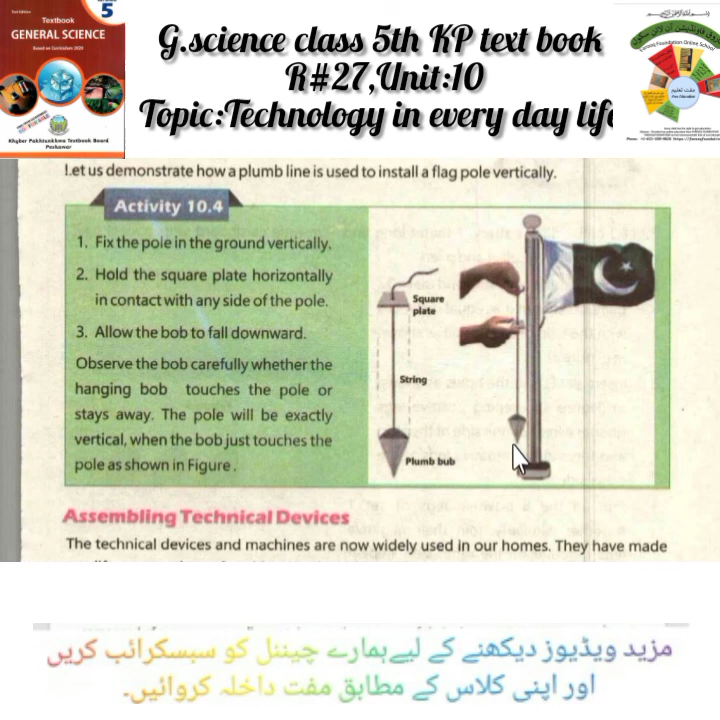 5
Textbook
GENERAL SCIENCE
Based on Curriculum 2020
Khyber Pakhtunkhwa Textbook Board
Peshawar
G.science class 5th KP text book
R#27,Unit:10
Topic:Technology in every day life
Let us demonstrate how a plumb line is used to install a flag pole vertically.
Activity 10.4
1. Fix the pole in the ground vertically.
2. Hold the square plate horizontally
in contact with any side of the pole.
3. Allow the bob to fall downward.
Observe the bob carefully whether the
hanging bob touches the pole or
stays away. The pole will be exactly
vertical, when the bob just touches the
pole as shown in Figure.
Square
plate
String
Plumb bub
Assembling Technical Devices
The technical devices and machines are now widely used in our homes. They have made
مزید ویڈیوز دیکھنے کے لیےہمارے چیننل کو سبسکرائب کریں
اور اپنی کلاس کے مطابق مفت داخلہ کروائیں۔